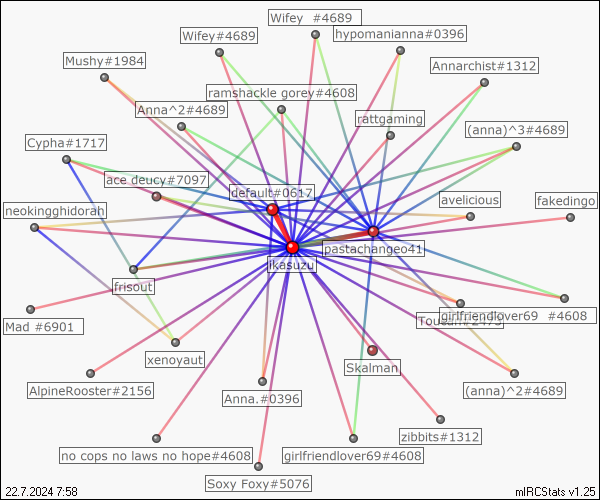 Wifey  #4689
Wifey#4689
hypomanianna#0396
Mushy#1984
Annarchist#1312
ramshackle gorey#4608
Anna^2#4689
rattgaming
(anna)^3#4689
Cypha#1717
ace deucy#7097
default#0617
avelicious
fakedingo
neokingghidorah
pastachangeo41
ikasuzu
frisout
Mad #6901
Toucan#2475
girlfriendlover69  #4608
xenoyaut
Skalman
AlpineRooster#2156
Anna.#0396
(anna)^2#4689
zibbits#1312
no cops no laws no hope#4608
girlfriendlover69#4608
Soxy Foxy#5076
22.7.2024 7:58
mIRCStats v1.25